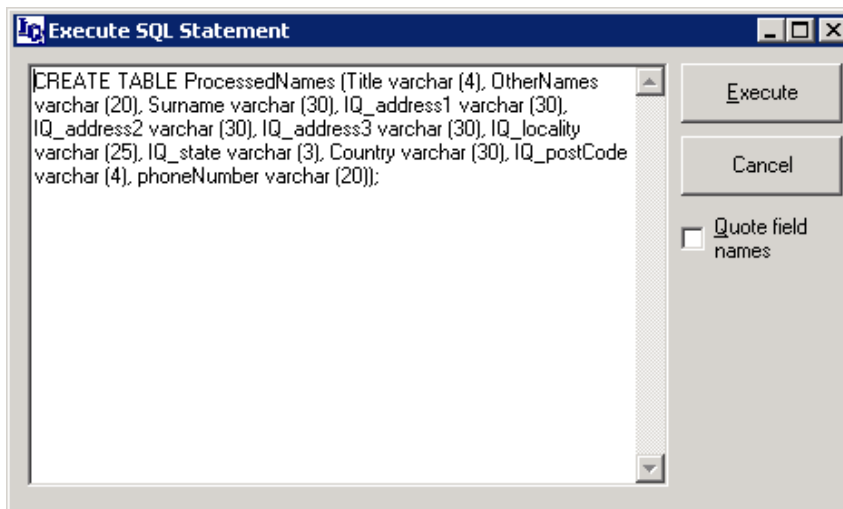 IQ Execute SQL Statement
CREATE TABLE ProcessedNames (Title varchar (4), OtherNames
varchar (20), Surname varchar (30), IQ_address1 varchar (30),
IQ_address2 varchar (30), IQ_address3 varchar (30), IQ_locality
varchar (25), IQ_state varchar (3), Country varchar (30), IQ_postCode
varchar (4), phoneNumber varchar (20));
Execute
Cancel
Quote field
names